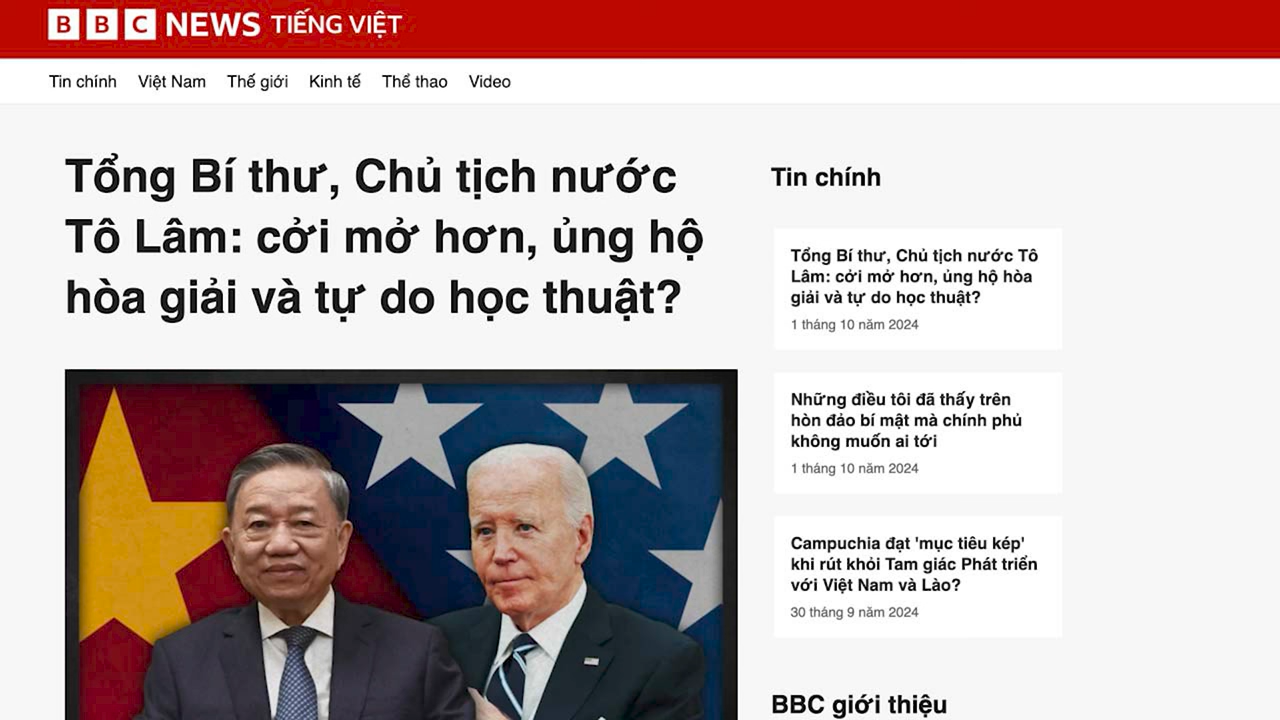 BBC NEWS TIẾNG VIỆT
Tin chính Việt Nam Thế giới Kinh tế Thể thao Video
Tổng Bí thư, Chủ tịch nước
Tô Lâm: cởi mở hơn, ủng hộ
hòa giải và tự do học thuật?
Tin chính
Tổng Bí thư, Chủ tịch nước Tô
Lâm: cởi mở hơn, ủng hộ hòa
giải và tự do học thuật?
1 tháng 10 năm 2024
Những điều tôi đã thấy trên
hòn đảo bí mật mà chính phủ
không muốn ai tới
1 tháng 10 năm 2024
Campuchia đạt 'mục tiêu kép'
khi rút khỏi Tam giác Phát triển
với Việt Nam và Lào?
30 tháng 9 năm 2024
BBC giới thiệu